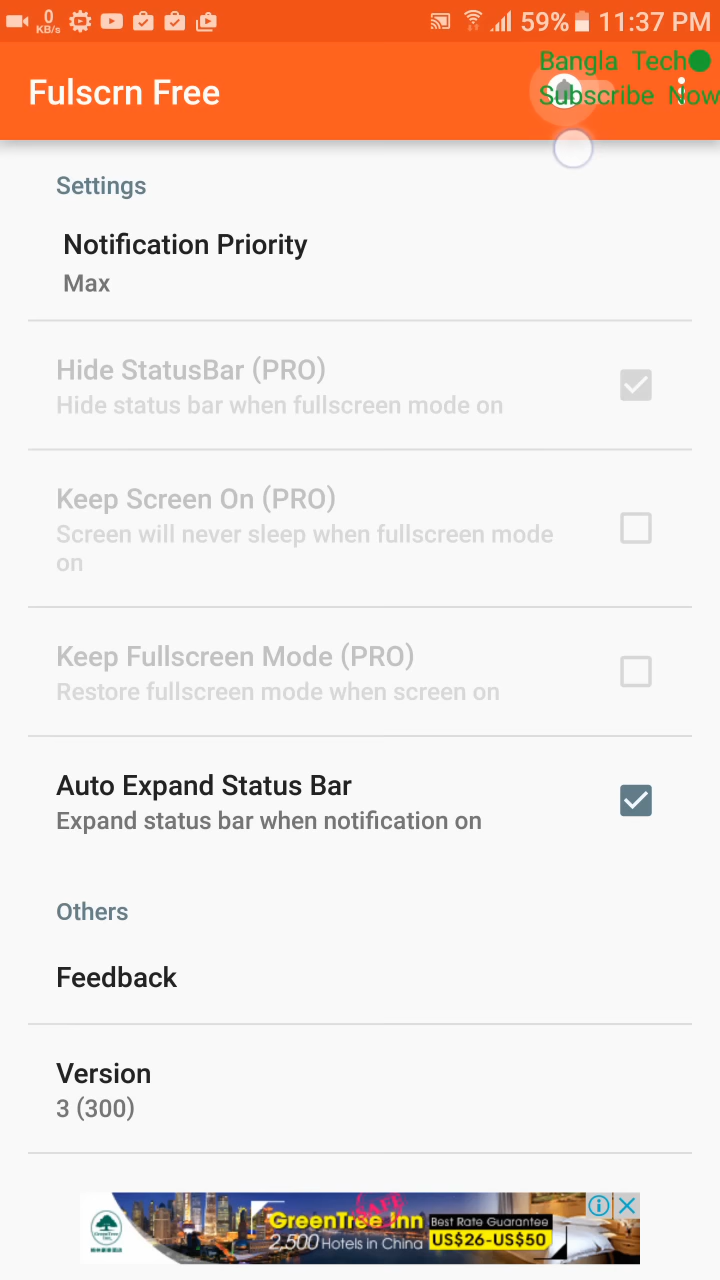 0
KB/s
59% 11:37 PM
Bangla Tech
Fulscrn Free
Subscribe Now
Settings
Notification Priority
Max
Hide StatusBar (PRO)
Hide status bar when fullscreen mode on
Keep Screen On (PRO)
Screen will never sleep when fullscreen mode
on
Keep Fullscreen Mode (PRO)
Restore fullscreen mode when screen on
Auto Expand Status Bar
Expand status bar when notification on
Others
Feedback
Version
3 (300)
GreenTree Inn
Best Rate Guarantee
2,500 Hotels in China
US$26-US$50